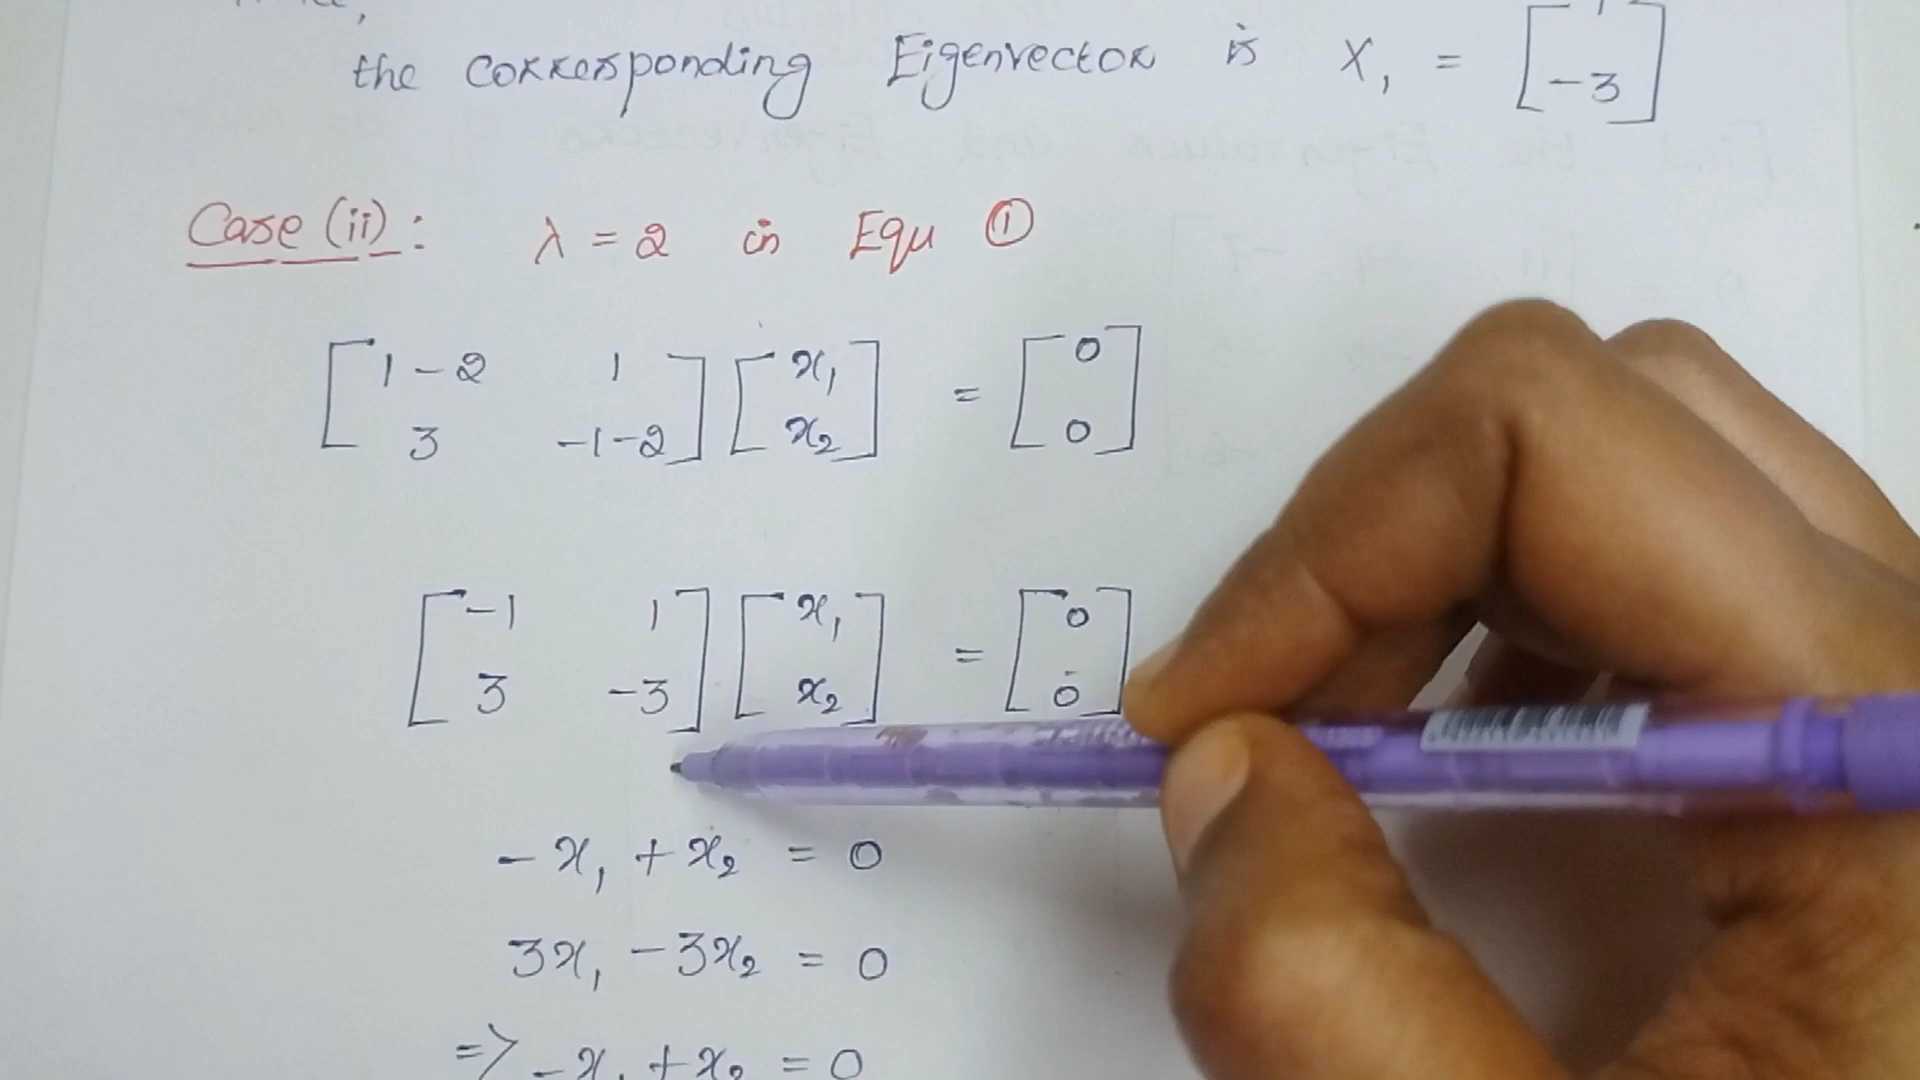 the corresponding Eigenvector is X₁ = [1; -3]
Case (ii): λ = 2 in Equ ①
[1-2 1; 3 -1-2] [x₁; x₂] = [0; 0]
[-1 1; 3 -3] [x₁; x₂] = [0; 0]
-x₁ + x₂ = 0
3x₁ - 3x₂ = 0
=> -x₁ + x₂ = 0